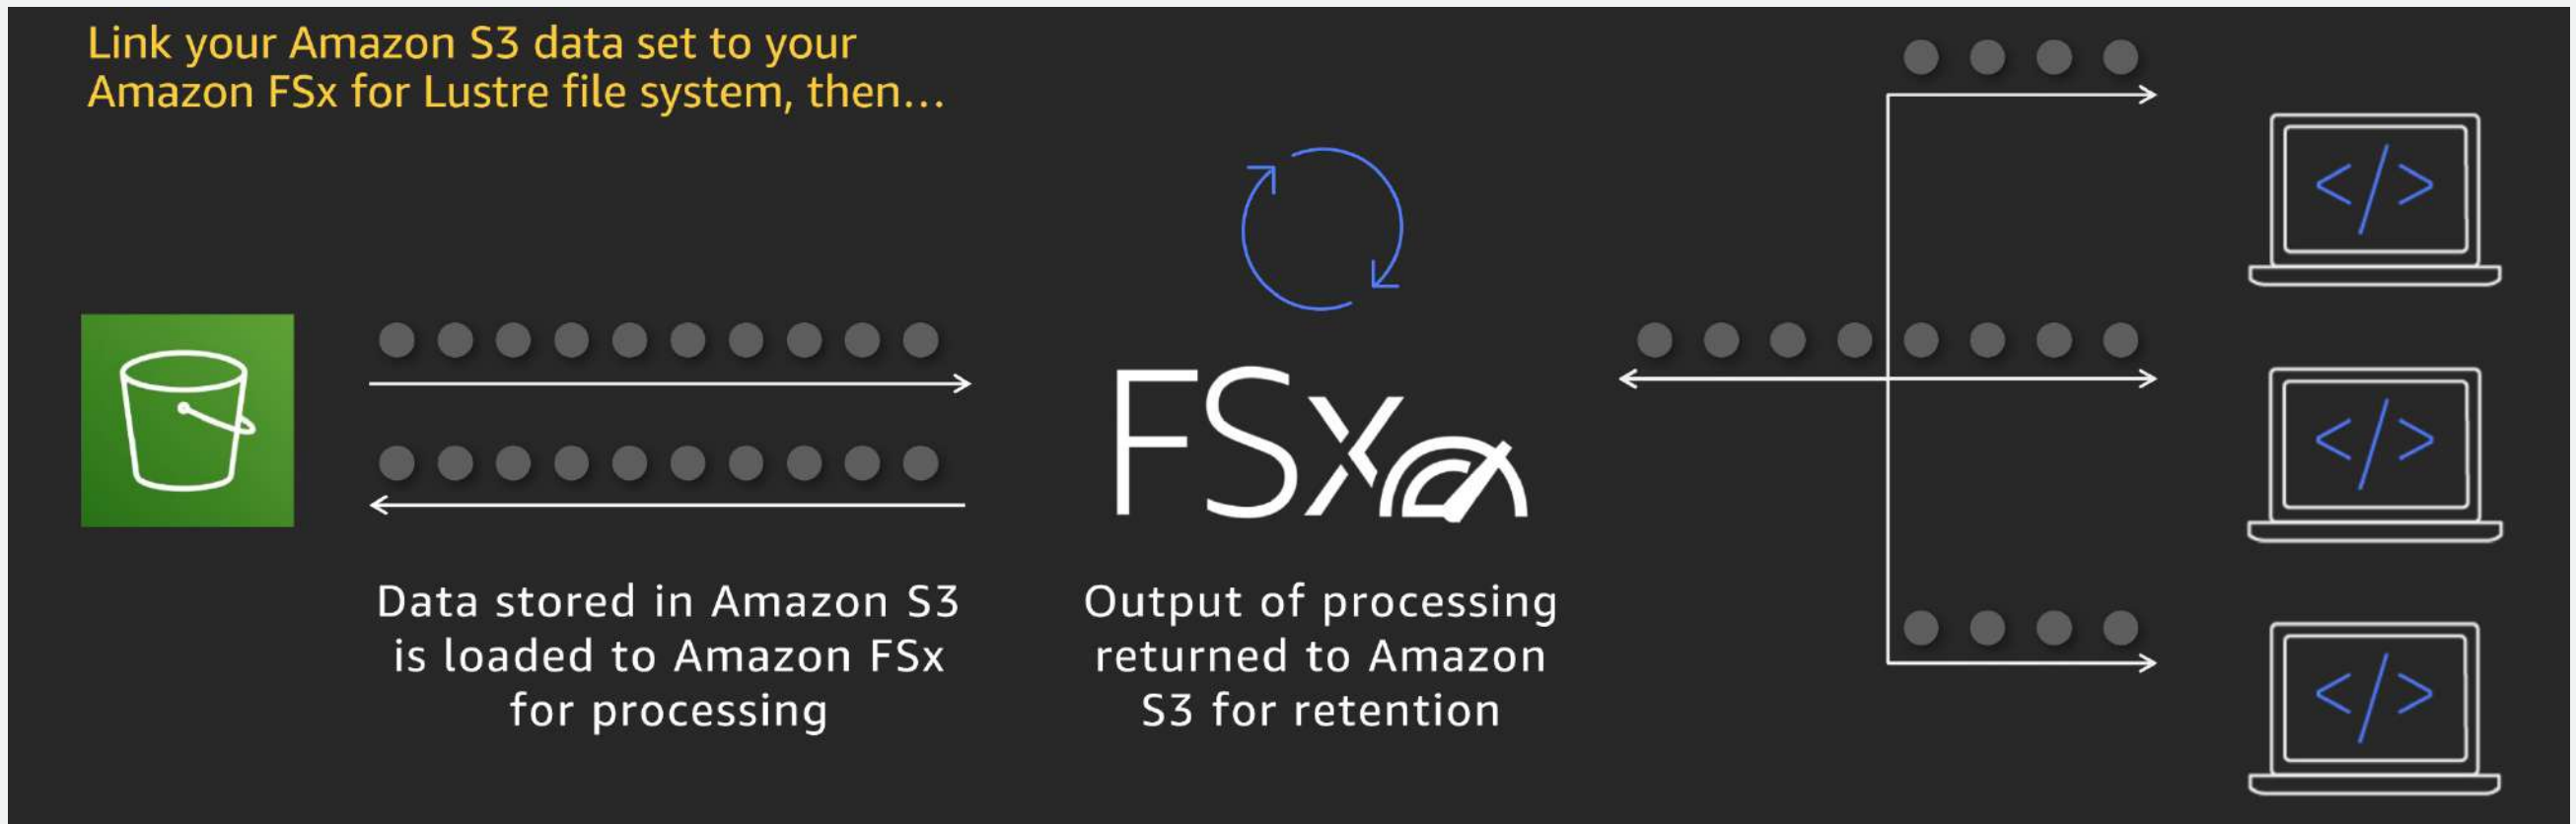 Link your Amazon S3 data set to your
Amazon FSx for Lustre file system, then...
</>
</>
FSx
Data stored in Amazon S3
is loaded to Amazon FSx
for processing
Output of processing
returned to Amazon
S3 for retention
</>